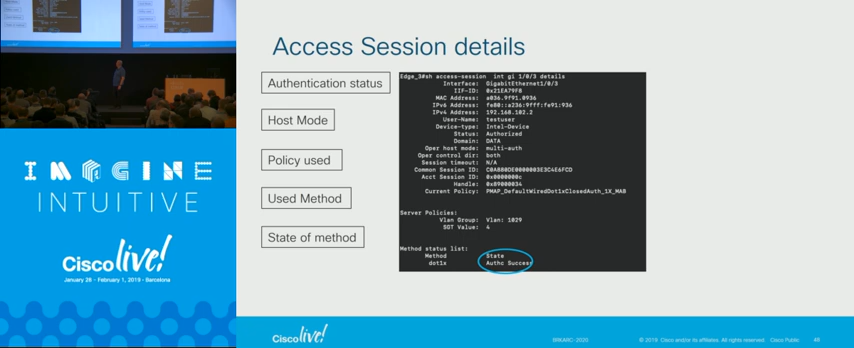 Access Session details
Authentication status
Host Mode
Policy used
Used Method
State of method
Edge_3#sh access-session  int gi 1/0/3 details
Interface:  GigabitEthernet1/0/3
IIF-ID:  0x21EA79F8
MAC Address:  a036.9f91.0936
IPv6 Address:  fe80::a236:9fff:fe91:936
IPv4 Address:  192.168.102.2
User-Name:  testuser
Device-type:  Intel-Device
Status:  Authorized
Domain:  DATA
Oper host mode:  multi-auth
Oper control dir:  both
Session timeout:  N/A
Common Session ID:  C0A880DE0000003E3C4E6FCD
Acct Session ID:  0x0000000c
Handle:  0x89000034
Current Policy:  PMAP_DefaultWiredDot1xClosedAuth_1X_MAB
Server Policies:
Vlan Group:  Vlan: 1029
SGT Value:  4
Method status list:
Method  State
dot1x  Authc Success
IMAGINE
INTUITIVE
Cisco live!
January 28 - February 1, 2019 · Barcelona
Cisco live!
BRKARC-2020
© 2019  Cisco and/or its affiliates. All rights reserved.   Cisco Public